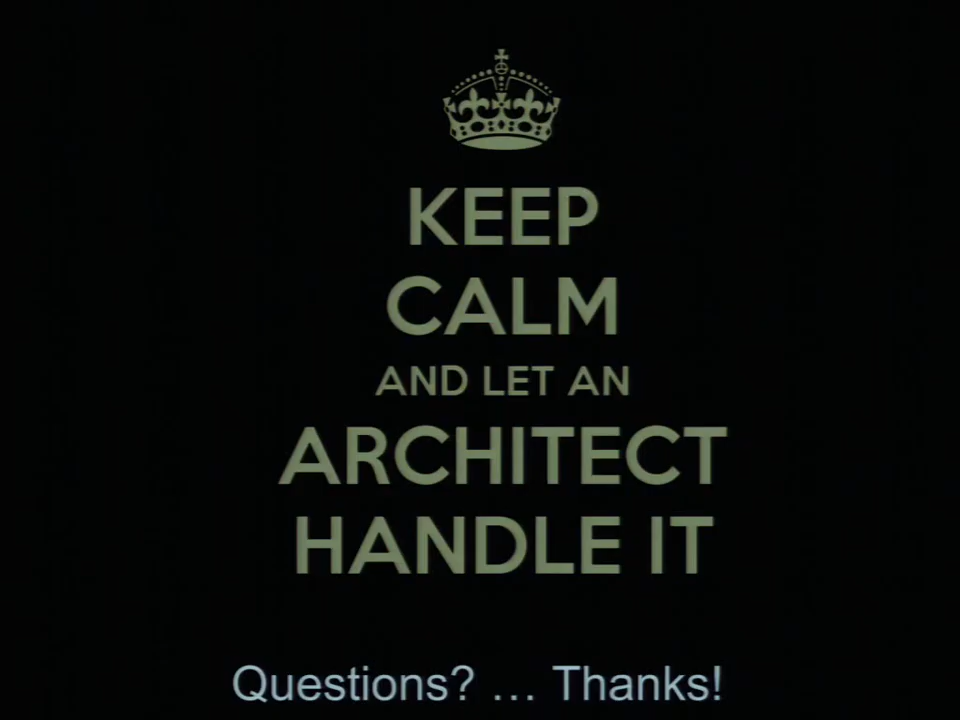 KEEP
CALM
AND LET AN
ARCHITECT
HANDLE IT
Questions? … Thanks!